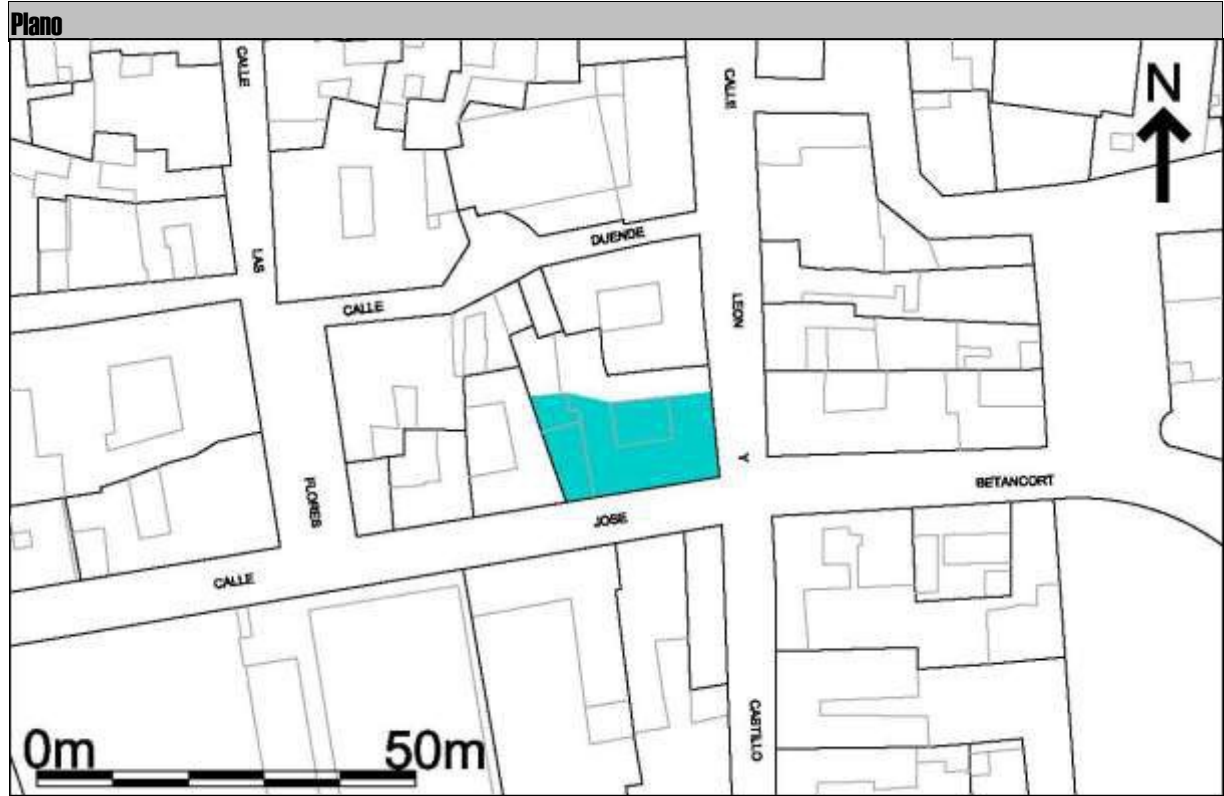 Plano
CALLE
CALLE
N
DUENDE
LAS
CALLE
LEON
Y
FLORES
JOSE
BETANCORT
CALLE
CASTILLO
0m 50m